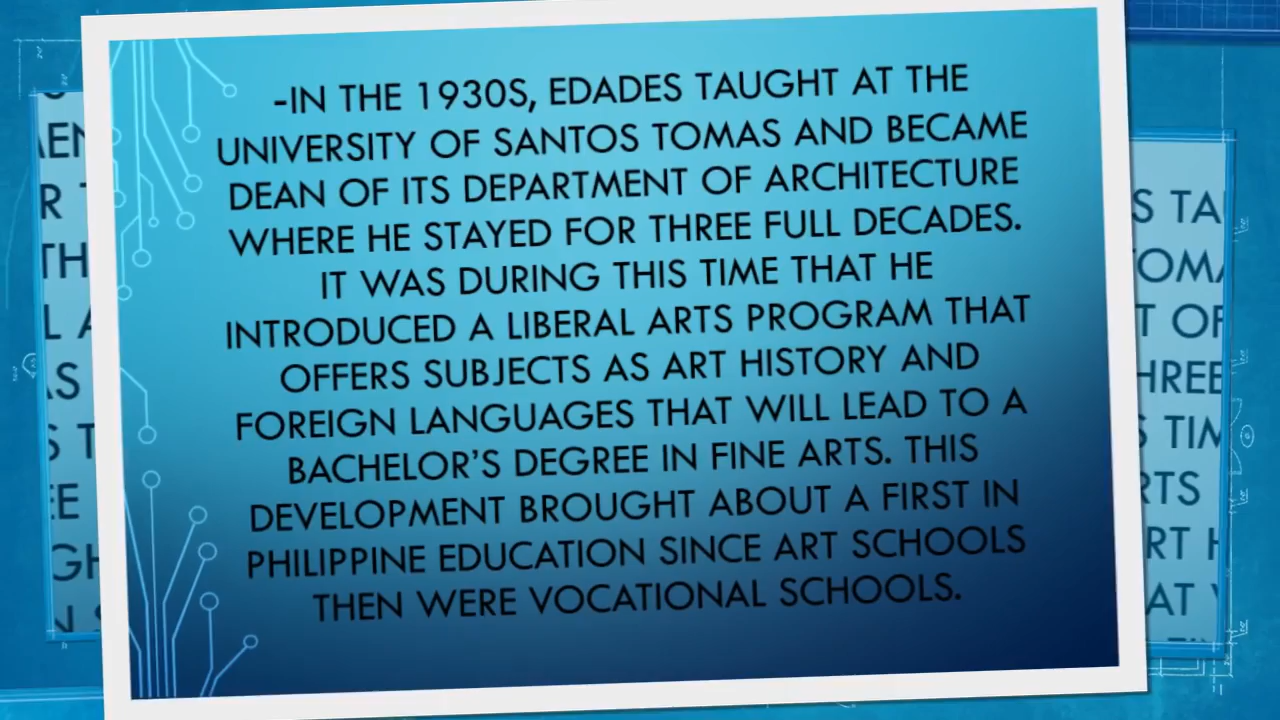 -IN THE 1930S, EDADES TAUGHT AT THE
UNIVERSITY OF SANTOS TOMAS AND BECAME
DEAN OF ITS DEPARTMENT OF ARCHITECTURE
WHERE HE STAYED FOR THREE FULL DECADES.
IT WAS DURING THIS TIME THAT HE
INTRODUCED A LIBERAL ARTS PROGRAM THAT
OFFERS SUBJECTS AS ART HISTORY AND
FOREIGN LANGUAGES THAT WILL LEAD TO A
BACHELOR'S DEGREE IN FINE ARTS. THIS
DEVELOPMENT BROUGHT ABOUT A FIRST IN
PHILIPPINE EDUCATION SINCE ART SCHOOLS
THEN WERE VOCATIONAL SCHOOLS.